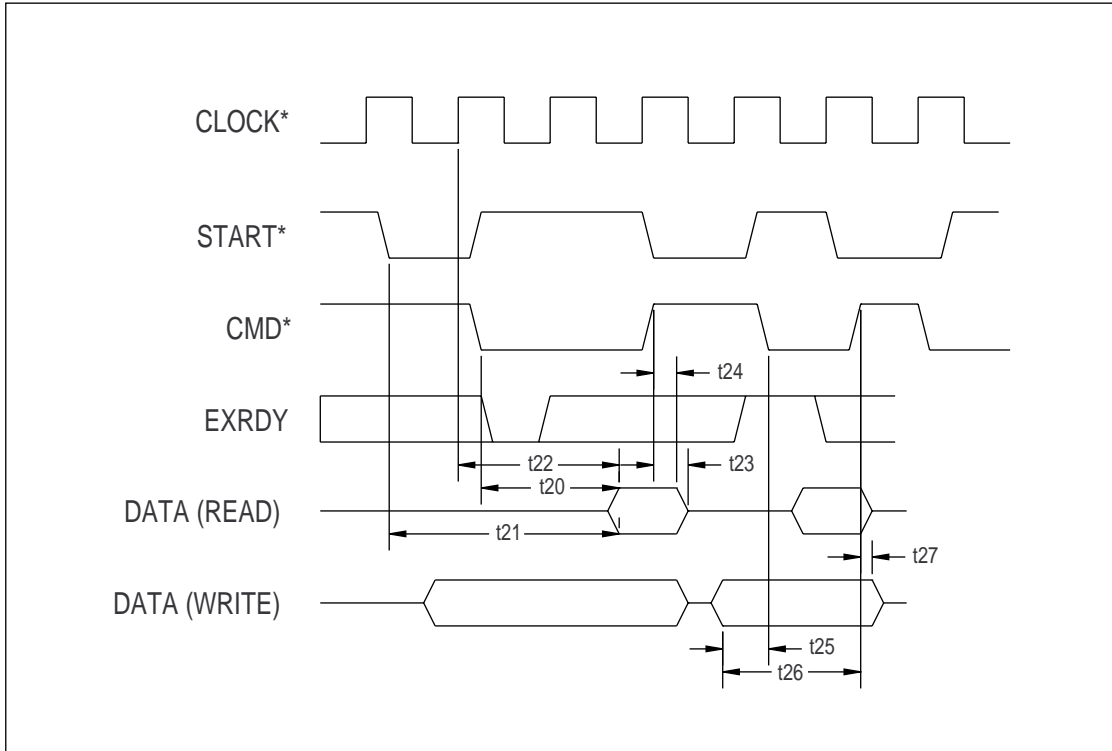 CLOCK*
START*
CMD*
t24
EXRDY
t22
t23
t20
DATA (READ)
t21
t27
DATA (WRITE)
t25
t26